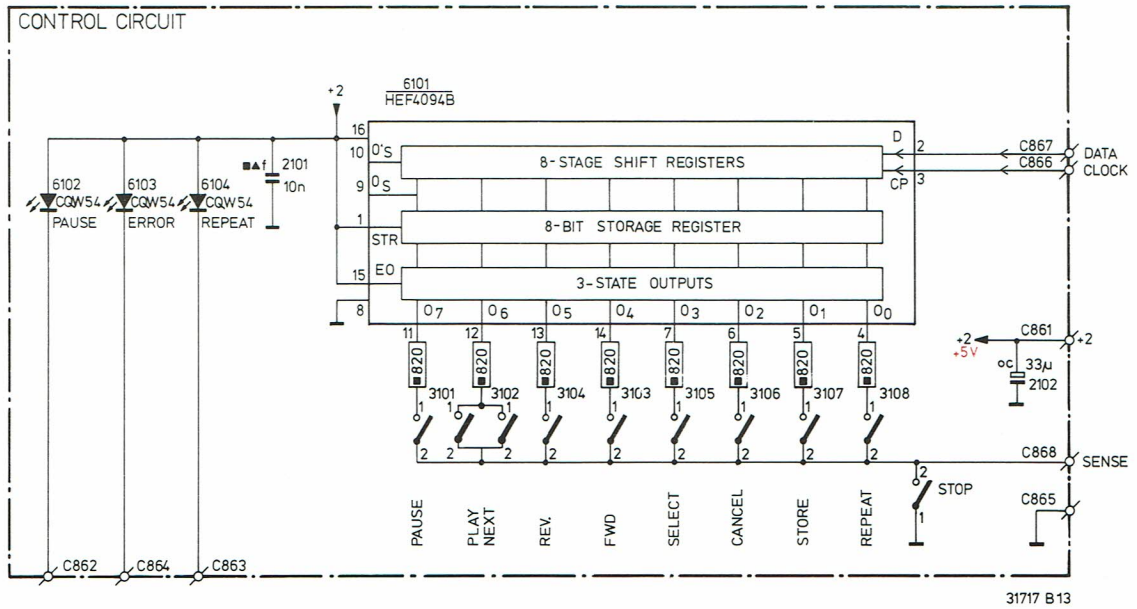 CONTROL CIRCUIT
+2
6101
HEF4094B
16
10 O'S
9 OS
1 STR
15 EO
8
D 2
CP 3
8-STAGE SHIFT REGISTERS
8-BIT STORAGE REGISTER
3-STATE OUTPUTS
C867 DATA
C866 CLOCK
■▲f 2101
10n
6102 6103 6104
CQW54 CQW54 CQW54
PAUSE ERROR REPEAT
O7 O6 O5 O4 O3 O2 O1 O0
11 12 13 14 7 6 5 4
820 820 820 820 820 820 820 820
3101 3102 3104 3103 3105 3106 3107 3108
1 1 1 1 1 1 1 1 1
2 2 2 2 2 2 2 2 2
C861
+2 +2
+5V
oc 33µ
2102
C868 SENSE
2
STOP
1
C865
PAUSE
PLAY
NEXT
REV.
FWD
SELECT
CANCEL
STORE
REPEAT
C862 C864 C863
31717 B13